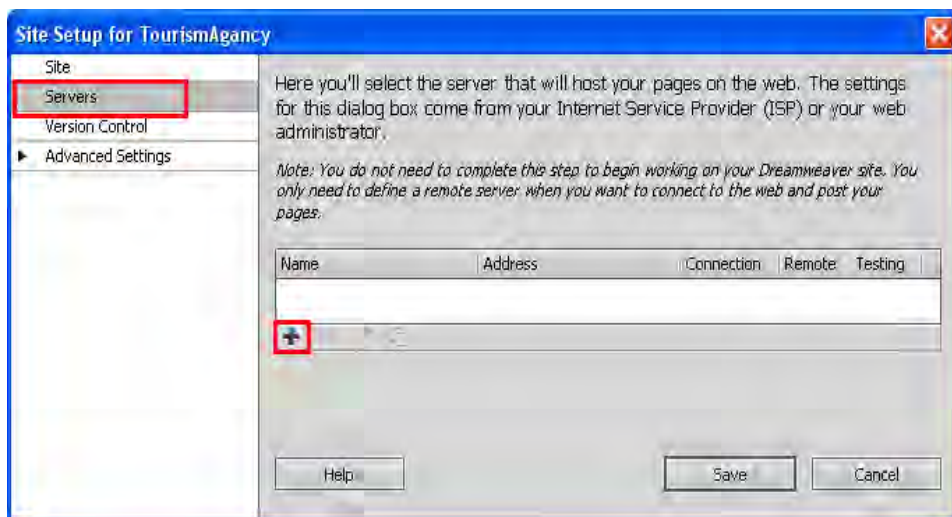 Site Setup for TourismAgancy
Site
Servers
Version Control
Advanced Settings
Here you'll select the server that will host your pages on the web. The settings
for this dialog box come from your Internet Service Provider (ISP) or your web
administrator.
Note: You do not need to complete this step to begin working on your Dreamweaver site. You
only need to define a remote server when you want to connect to the web and post your
pages.
Name Address Connection Remote Testing
Help Save Cancel